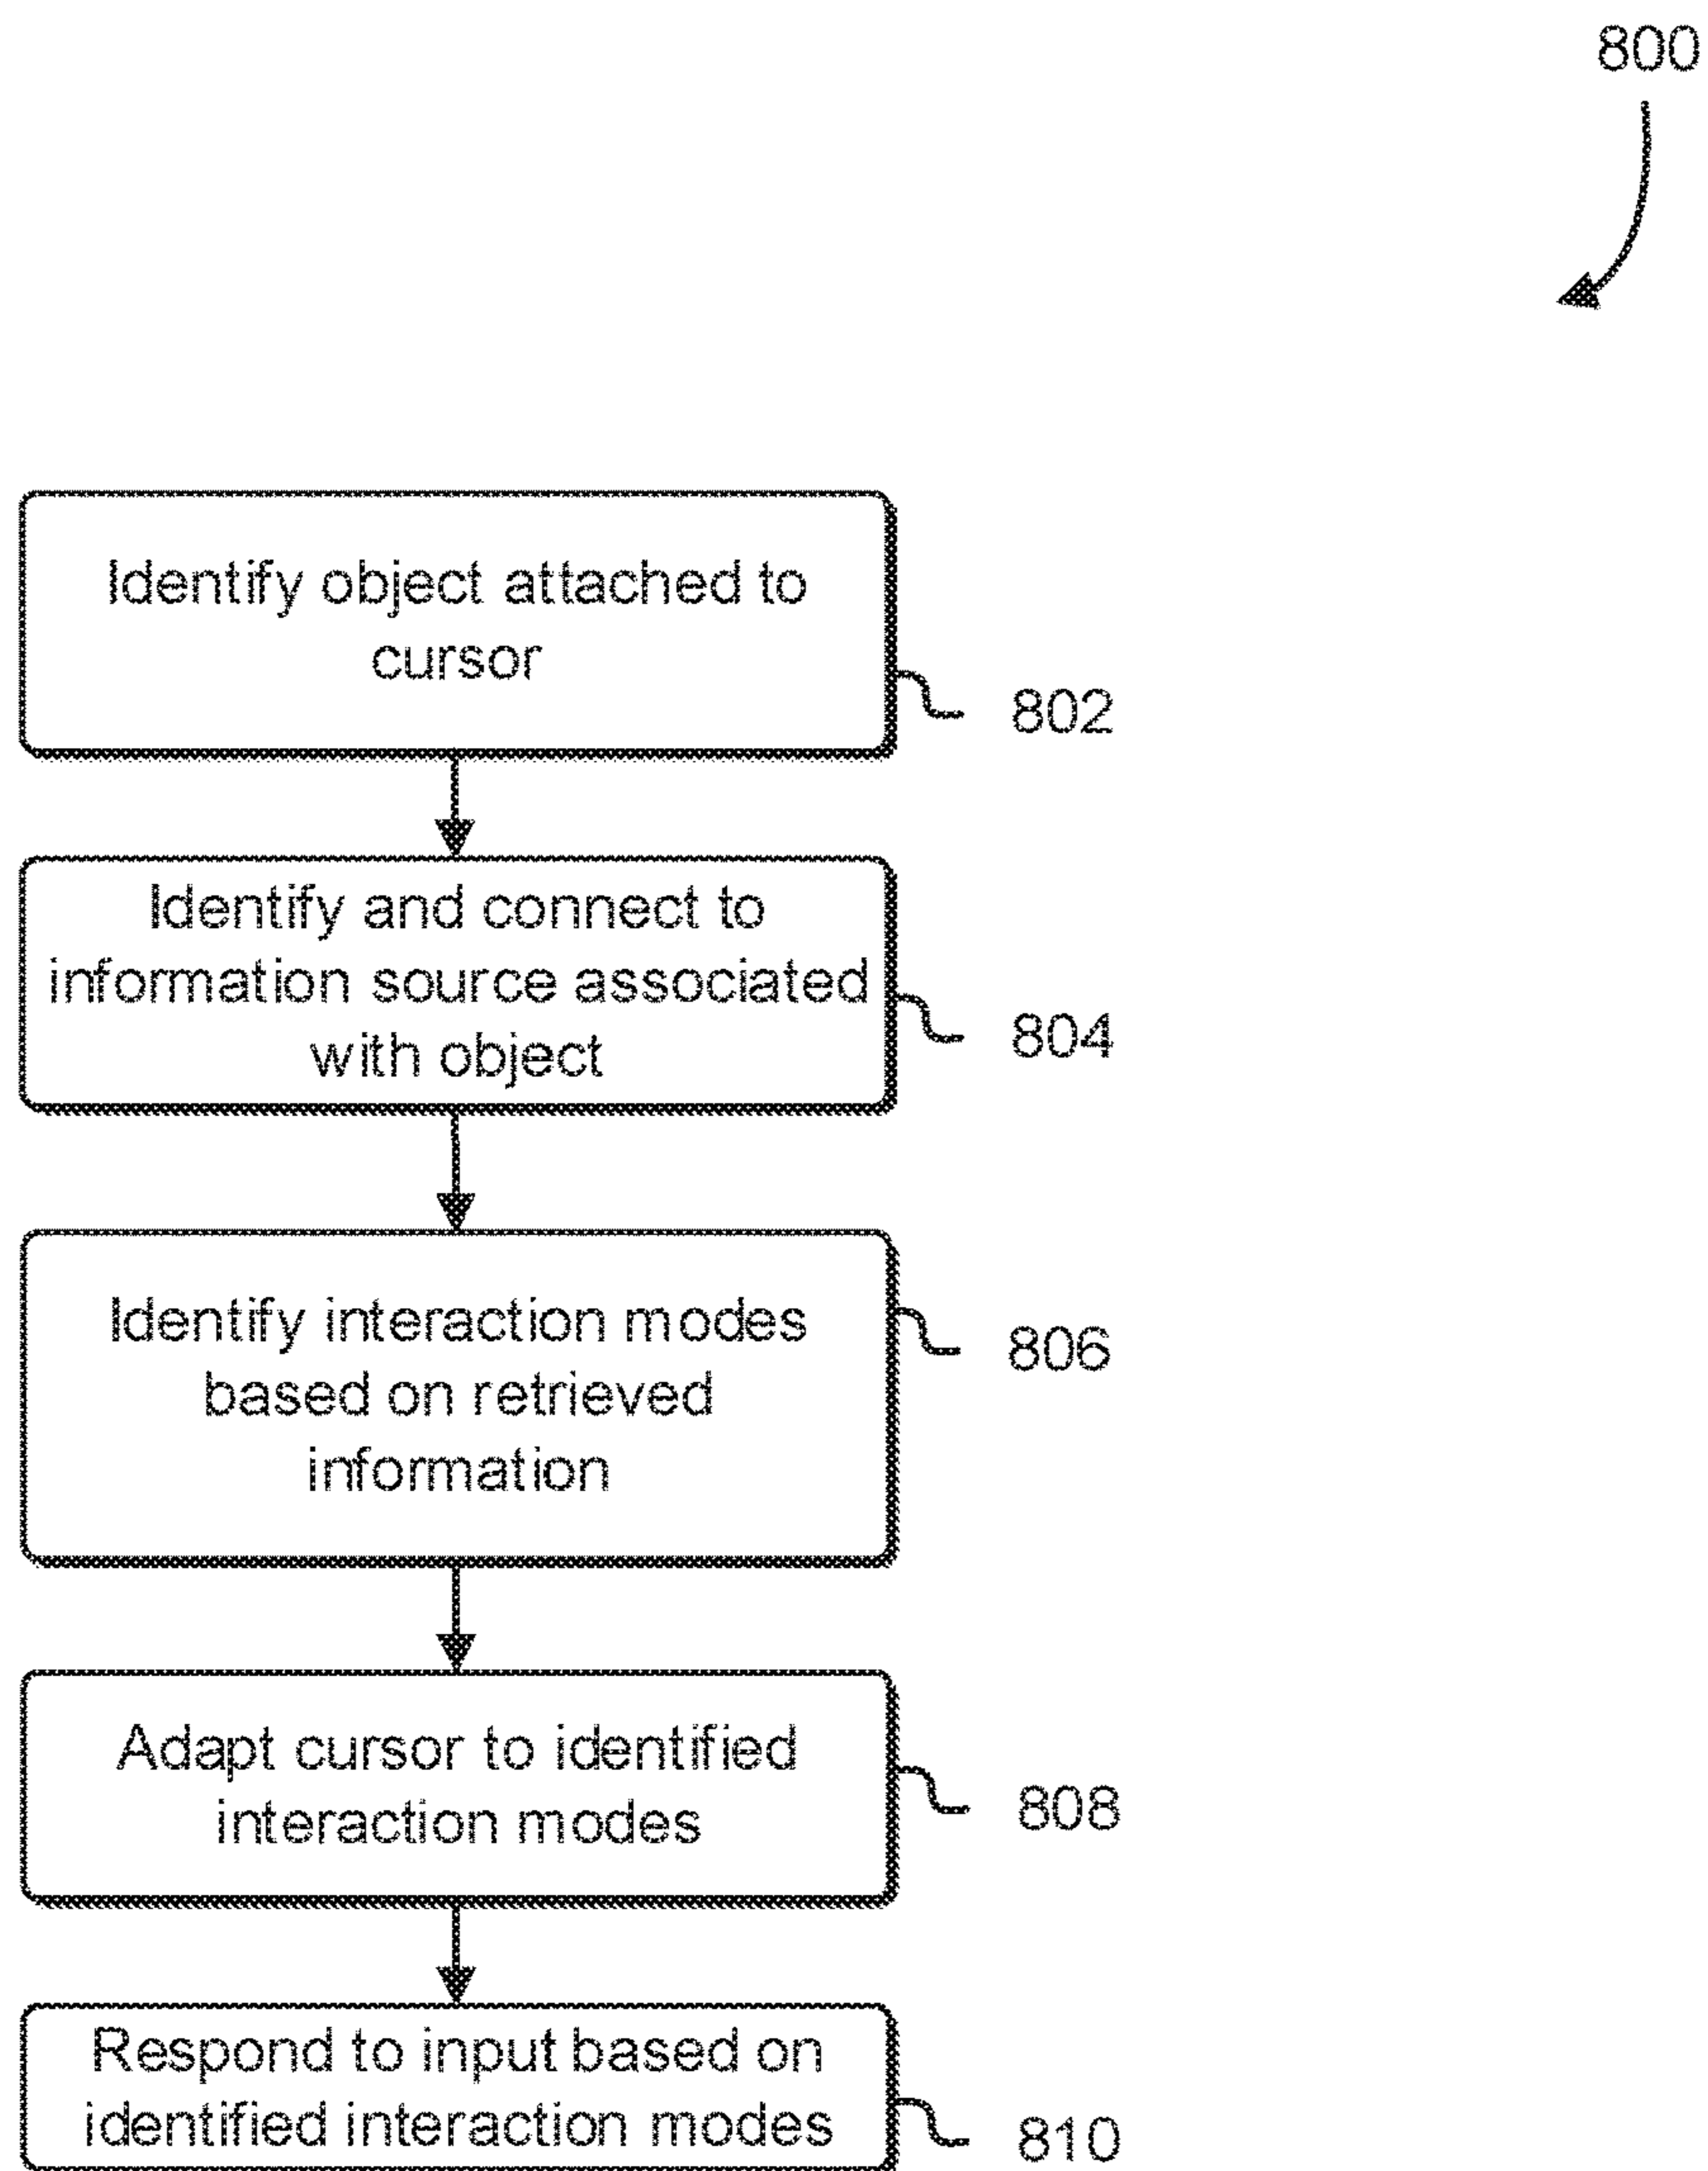 800
Identify object attached to
cursor
802
Identify and connect to
information source associated
with object
804
Identify interaction modes
based on retrieved
information
806
Adapt cursor to identified
interaction modes
808
Respond to input based on
identified interaction modes
810